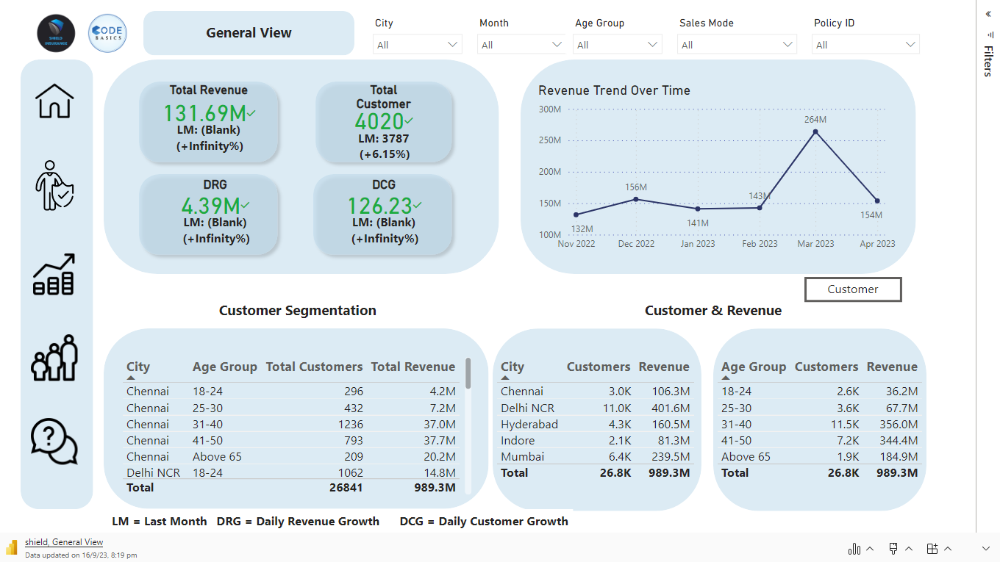 SHIELD
INSURANCE
CODE
BASICS
General View
City
All
Month
All
Age Group
All
Sales Mode
All
Policy ID
All
Filters
Total Revenue
131.69M
LM: (Blank)
(+Infinity%)
Total
Customer
4020
LM: 3787
(+6.15%)
DRG
4.39M
LM: (Blank)
(+Infinity%)
DCG
126.23
LM: (Blank)
(+Infinity%)
Revenue Trend Over Time
300M
250M
200M
150M
100M
132M
156M
141M
143M
264M
154M
Nov 2022 Dec 2022 Jan 2023 Feb 2023 Mar 2023 Apr 2023
Customer
Customer Segmentation
City Age Group Total Customers Total Revenue
Chennai 18-24 296 4.2M
Chennai 25-30 432 7.2M
Chennai 31-40 1236 37.0M
Chennai 41-50 793 37.7M
Chennai Above 65 209 20.2M
Delhi NCR 18-24 1062 14.8M
Total 26841 989.3M
Customer & Revenue
City Customers Revenue
Chennai 3.0K 106.3M
Delhi NCR 11.0K 401.6M
Hyderabad 4.3K 160.5M
Indore 2.1K 81.3M
Mumbai 6.4K 239.5M
Total 26.8K 989.3M
Age Group Customers Revenue
18-24 2.6K 36.2M
25-30 3.6K 67.7M
31-40 11.5K 356.0M
41-50 7.2K 344.4M
Above 65 1.9K 184.9M
Total 26.8K 989.3M
LM = Last Month DRG = Daily Revenue Growth DCG = Daily Customer Growth
shield, General View
Data updated on 16/9/23, 8:19 pm